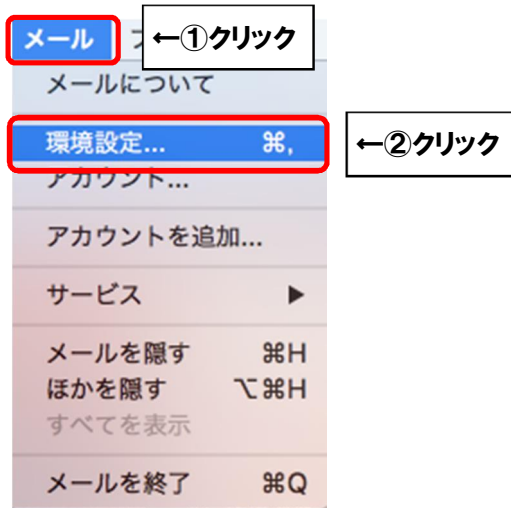 メール
←①クリック
メールについて
環境設定... ⌘,
←②クリック
アカウント...
アカウントを追加...
サービス ▶
メールを隠す ⌘H
ほかを隠す ⌥⌘H
すべてを表示
メールを終了 ⌘Q